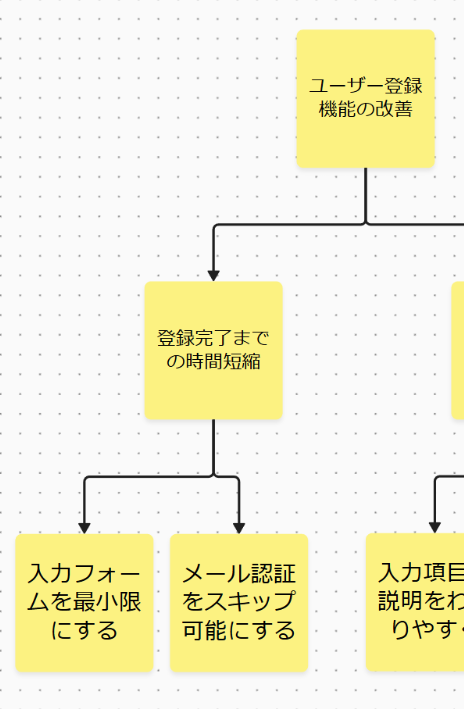 ユーザー登録
機能の改善
登録完了まで
の時間短縮
入力フォー
ムを最小限
にする
メール認証
をスキップ
可能にする
入力項目
説明をわ
りやす